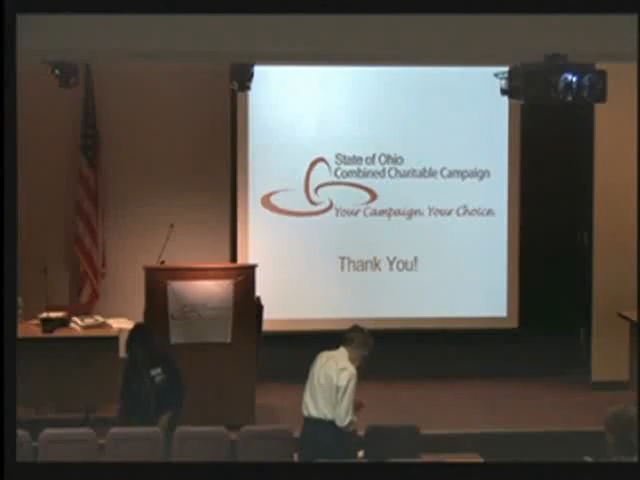 State of Ohio
Combined Charitable Campaign
Your Campaign. Your Choice.
Thank You!